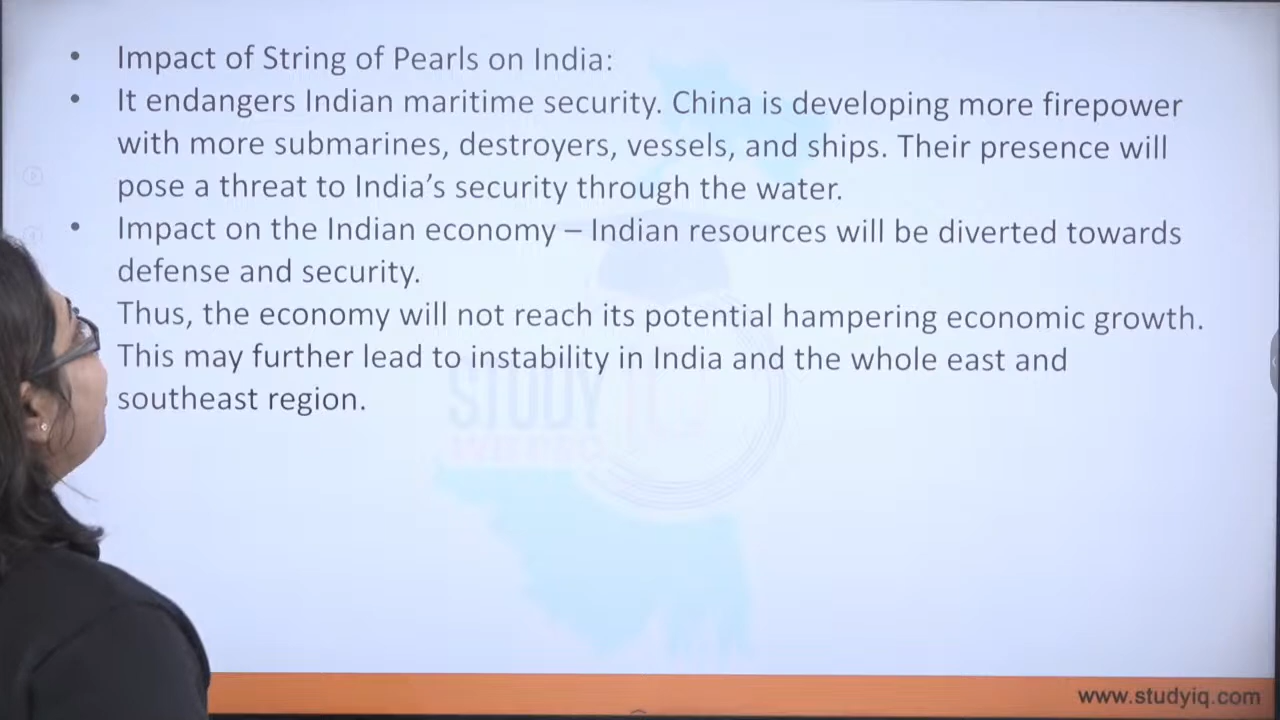 • Impact of String of Pearls on India:
• It endangers Indian maritime security. China is developing more firepower
with more submarines, destroyers, vessels, and ships. Their presence will
pose a threat to India’s security through the water.
• Impact on the Indian economy – Indian resources will be diverted towards
defense and security.
Thus, the economy will not reach its potential hampering economic growth.
This may further lead to instability in India and the whole east and
southeast region.
STUDY IQ
www.studyiq.com